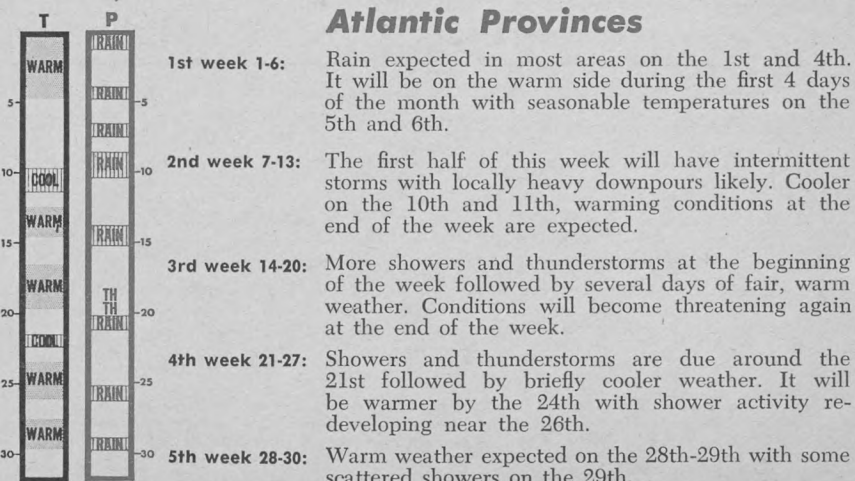 T
P
Atlantic Provinces
RAIN
WARM
RAIN
5-
-5
RAIN
RAIN
10-
-10
COOL
WARM
RAIN
15-
-15
WARM
TH
TH
20-
-20
RAIN
COOL
WARM
25-
-25
RAIN
WARM
RAIN
30-
-30
1st week 1-6: Rain expected in most areas on the 1st and 4th.
It will be on the warm side during the first 4 days
of the month with seasonable temperatures on the
5th and 6th.
2nd week 7-13: The first half of this week will have intermittent
storms with locally heavy downpours likely. Cooler
on the 10th and 11th, warming conditions at the
end of the week are expected.
3rd week 14-20: More showers and thunderstorms at the beginning
of the week followed by several days of fair, warm
weather. Conditions will become threatening again
at the end of the week.
4th week 21-27: Showers and thunderstorms are due around the
21st followed by briefly cooler weather. It will
be warmer by the 24th with shower activity re-
developing near the 26th.
5th week 28-30: Warm weather expected on the 28th-29th with some
scattered showers on the 29th.